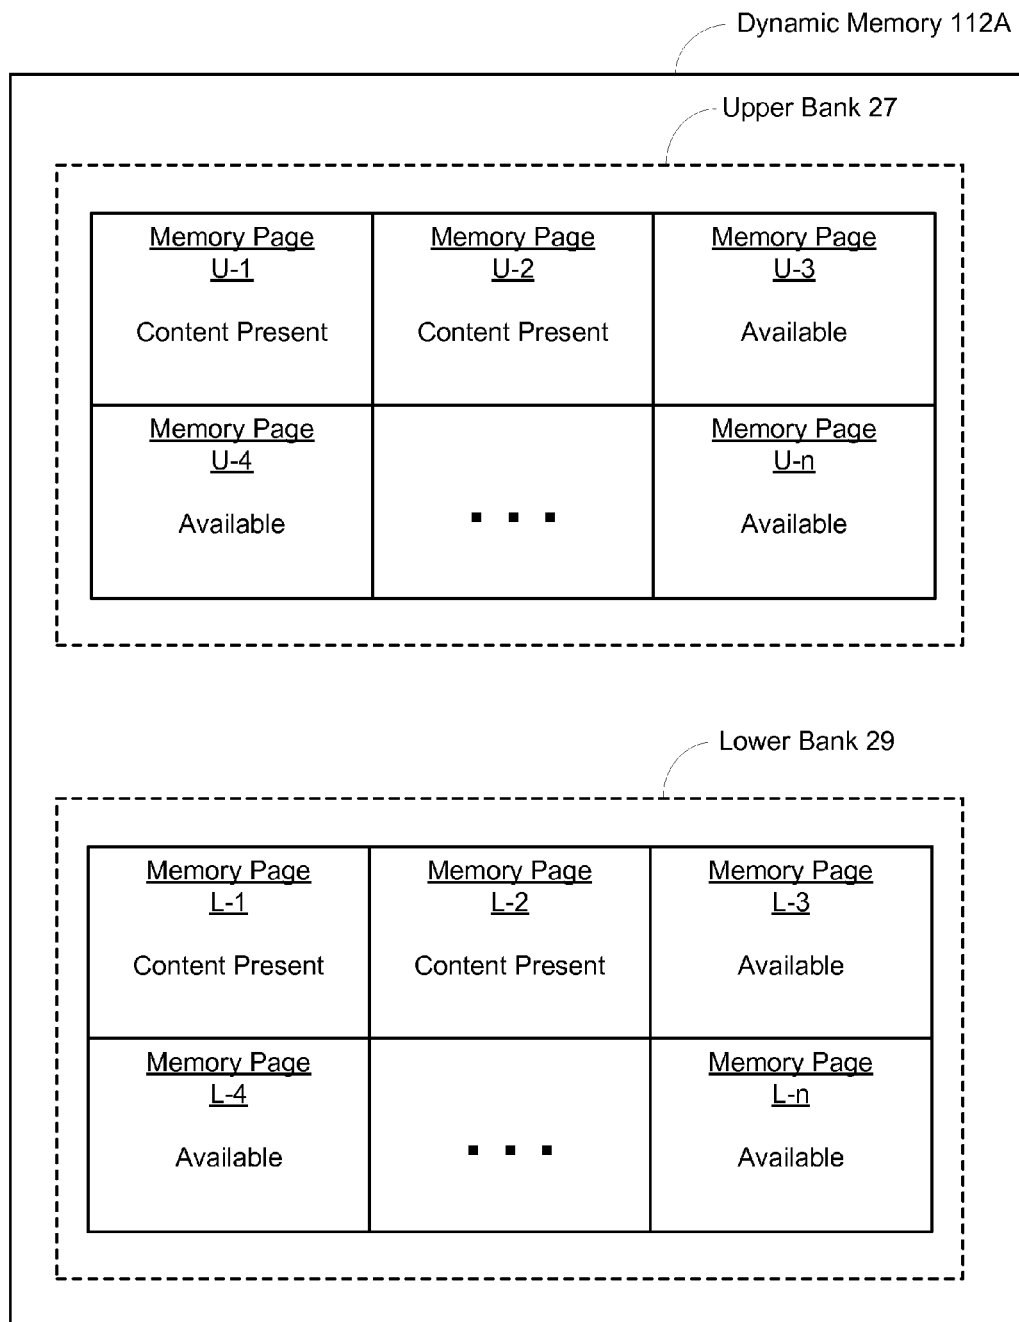 Dynamic Memory 112A
Upper Bank 27
Memory Page
U-1
Content Present
Memory Page
U-2
Content Present
Memory Page
U-3
Available
Memory Page
U-4
Available
. . .
Memory Page
U-n
Available
Lower Bank 29
Memory Page
L-1
Content Present
Memory Page
L-2
Content Present
Memory Page
L-3
Available
Memory Page
L-4
Available
. . .
Memory Page
L-n
Available